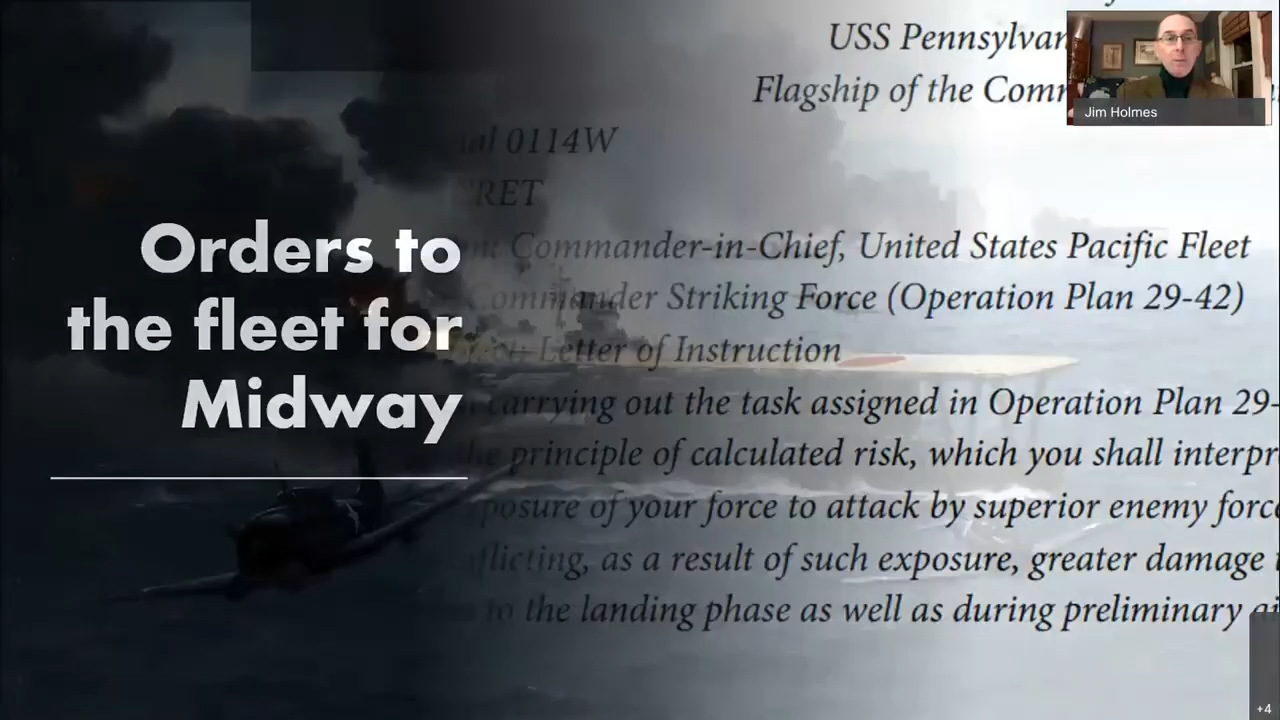 USS Pennsylvan
Flagship of the Com
ial 0114W
RET
Commander-in-Chief, United States Pacific Fleet
Commander Striking Force (Operation Plan 29-42)
Letter of Instruction
carrying out the task assigned in Operation Plan 29-
the principle of calculated risk, which you shall interpr
posure of your force to attack by superior enemy forc
flicting, as a result of such exposure, greater damage
to the landing phase as well as during preliminary ai
Orders to
the fleet for
Midway
Jim Holmes
+4